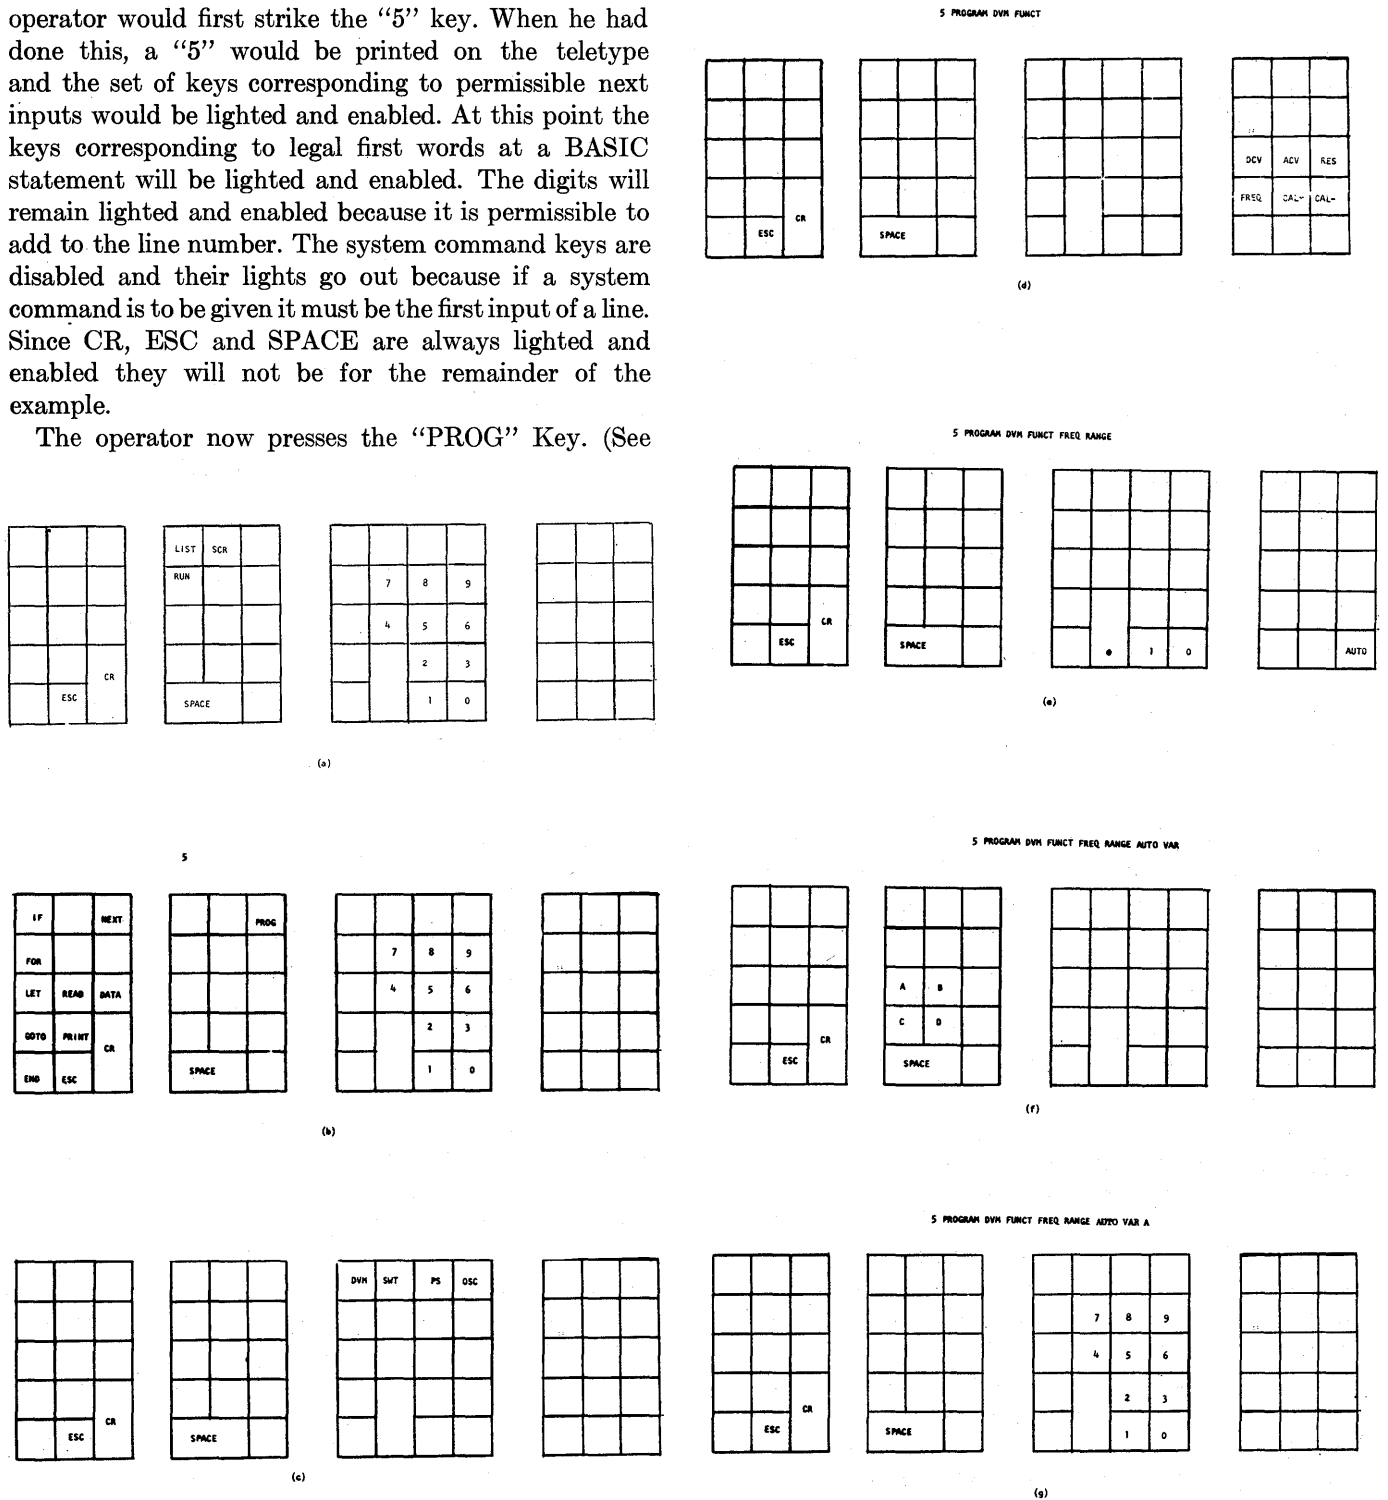 operator would first strike the “5” key. When he had
done this, a “5” would be printed on the teletype
and the set of keys corresponding to permissible next
inputs would be lighted and enabled. At this point the
keys corresponding to legal first words at a BASIC
statement will be lighted and enabled. The digits will
remain lighted and enabled because it is permissible to
add to the line number. The system command keys are
disabled and their lights go out because if a system
command is to be given it must be the first input of a line.
Since CR, ESC and SPACE are always lighted and
enabled they will not be for the remainder of the
example.
The operator now presses the “PROG” Key. (See
LIST SCR
RUN
7 8 9
4 5 6
2 3
CR
ESC
SPACE
1 0
(a)
5
IF NEXT PROG
FOR 7 8 9
LET READ DATA 4 5 6
GOTO PRINT 2 3
CR
END ESC SPACE 1 0
(b)
DVM SWT PS OSC
CR
ESC SPACE
(c)
5 PROGRAM DVM FUNCT
DCV ACV RES
FREQ CAL- CAL-
CR
ESC SPACE
(d)
5 PROGRAM DVM FUNCT FREQ RANGE
CR
ESC SPACE . 1 0 AUTO
(e)
5 PROGRAM DVM FUNCT FREQ RANGE AUTO VAR
A B
C D
CR
ESC SPACE
(f)
5 PROGRAM DVM FUNCT FREQ RANGE AUTO VAR A
7 8 9
4 5 6
2 3
CR
ESC SPACE 1 0
(g)